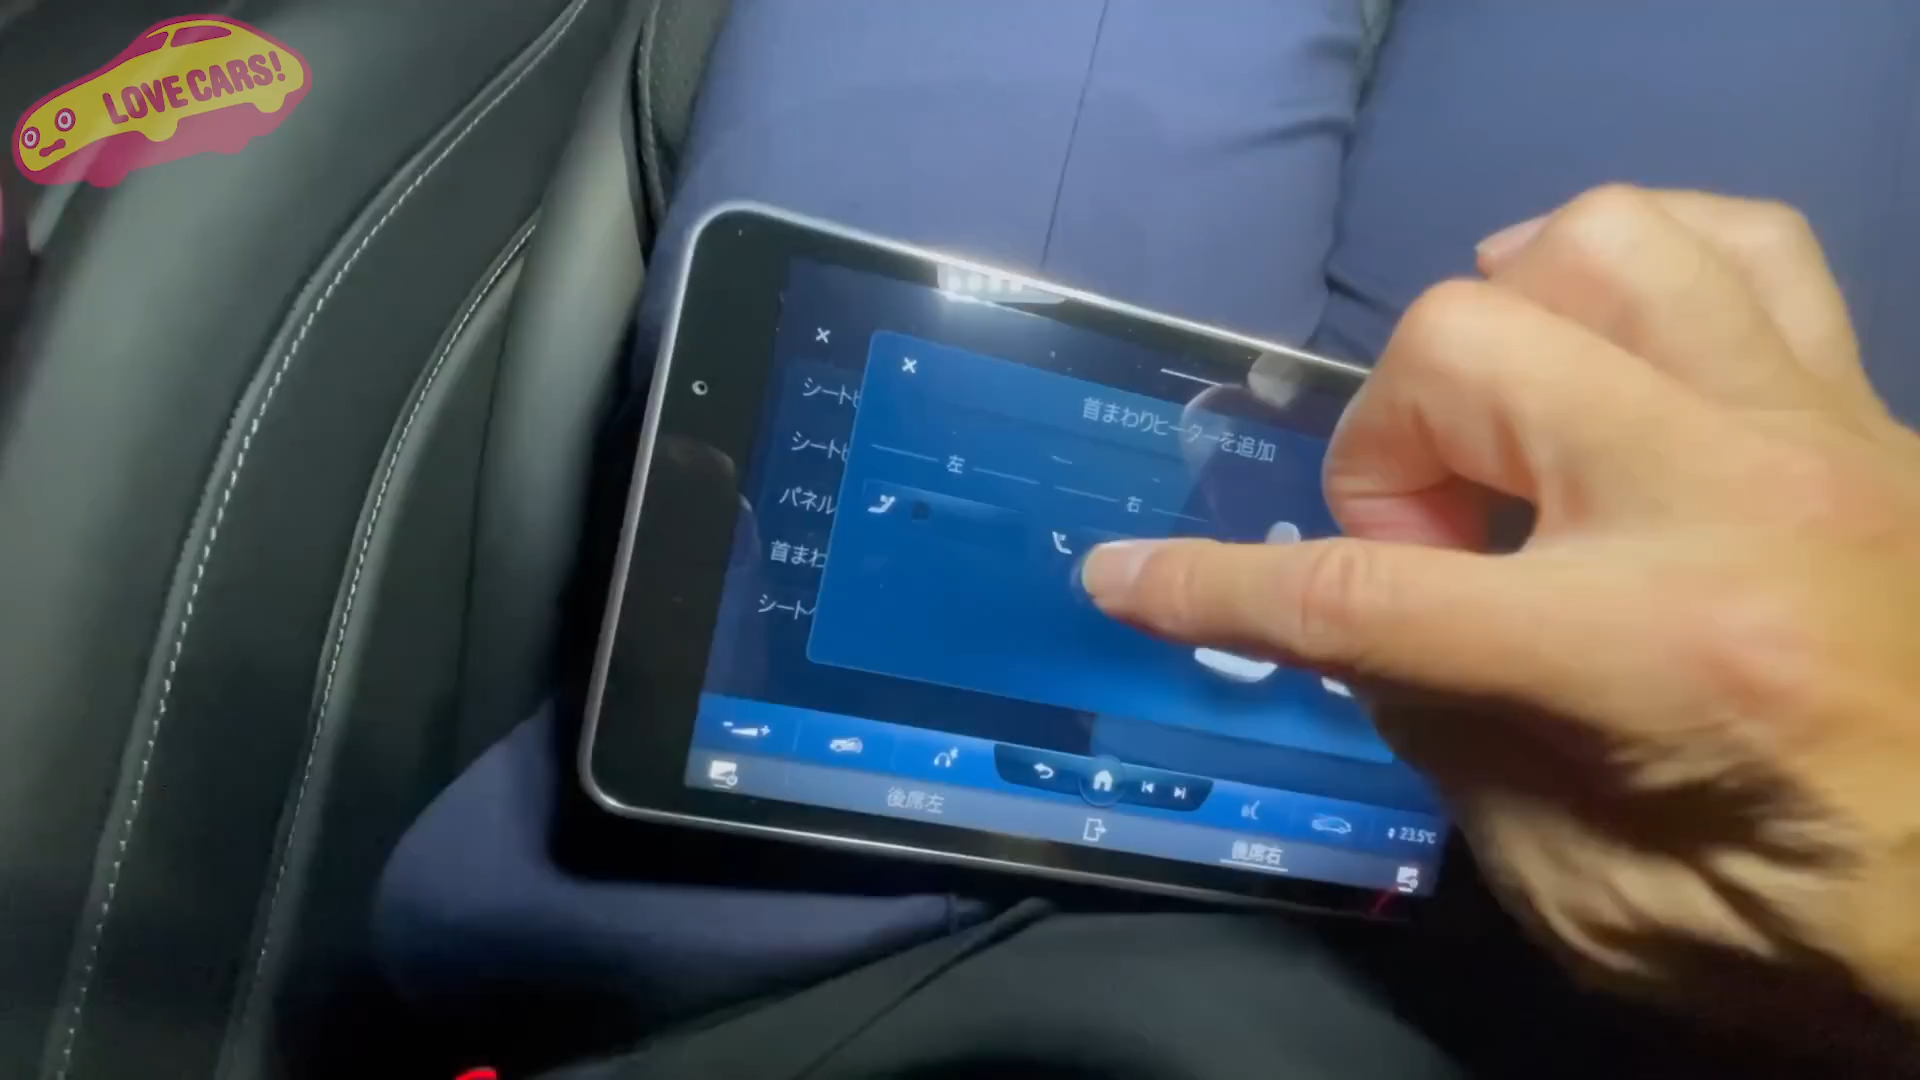 LOVE CARS!
首まわりヒーターを追加
左
右
シートヒ
シートヒ
パネル
首まわ
シート
23.5℃
後席左
後席右